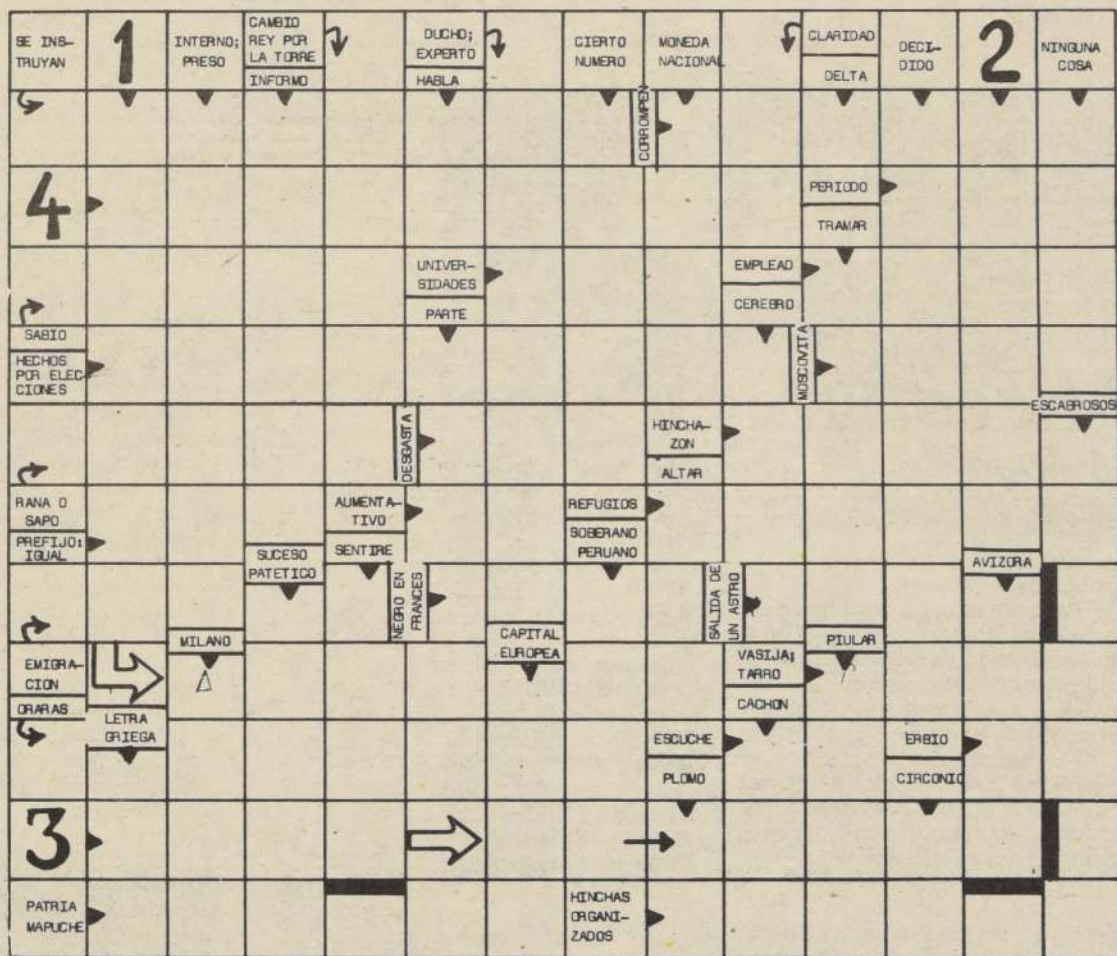 SE INS-
TRUYAN
1
INTERNO;
PRESO
CAMBIO
REY POR
LA TORRE
INFORMO
DUCHO;
EXPERTO
HABLA
CIERTO
NUMERO
MONEDA
NACIONAL
CLARIDAD
DELTA
DECI-
DIDO
2
NINGUNA
COSA
CORROMPEN
4
PERIODO
TRAMAR
UNIVER-
SIDADES
PARTE
EMPLEAD
CEREBRO
SABIO
HECHOS
POR ELEC-
CIONES
MOSCOVITA
ESCABROSOS
DESGASTA
HINCHA-
ZON
ALTAR
RANA O
SAPO
PREFIJO:
IGUAL
AUMENTA-
TIVO
SENTIRE
REFUGIOS
SOBERANO
PERUANO
SUCESO
PATETICO
AVIZORA
NEGRO EN
FRANCES
SALIDA DE
UN ASTRO
EMIGRA-
CION
ORARAS
MILANO
CAPITAL
EUROPEA
VASIJA;
TARRO
CACHON
PIULAR
LETRA
GRIEGA
ESCUCHE
PLOMO
ERBIO
CIRCONIO
3
PATRIA
MAPUCHE
HINCHAS
ORGANI-
ZADOS